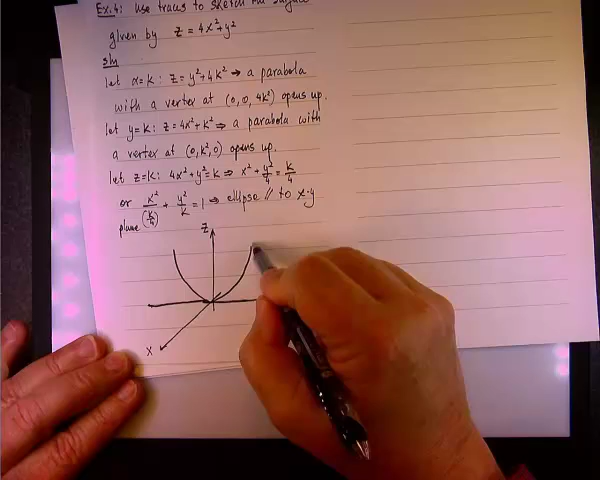 Ex.4: Use traces to sketch the surface
given by z = 4x²+y²
sln
let x=k: z=y²+4k² ⇒ a parabola
with a vertex at (0,0,4k²) opens up.
let y=k: z=4x²+k² ⇒ a parabola with
a vertex at (0,k²,0) opens up.
let z=k: 4x²+y²=k ⇒ x²+y²/4=k/4
or x²/(k/4) + y²/k = 1 ⇒ ellipse // to x-y
plane
z
x